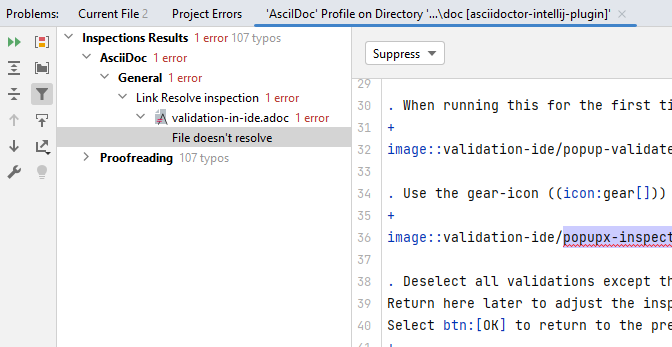 Problems: Current File 2 Project Errors 'AsciiDoc' Profile on Directory '...\doc [asciidoctor-intellij-plugin]'
Inspections Results 1 error 107 typos
AsciiDoc 1 error
General 1 error
Link Resolve inspection 1 error
validation-in-ide.adoc 1 error
File doesn't resolve
Proofreading 107 typos
Suppress
29
30 . When running this for the first ti
31 +
32 image::validation-ide/popup-validate
33
34 . Use the gear-icon ((icon:gear[]))
35 +
36 image::validation-ide/popupx-inspect
37
38 . Deselect all validations except th
39 Return here later to adjust the insp
40 Select btn:[OK] to return to the pre
41 +